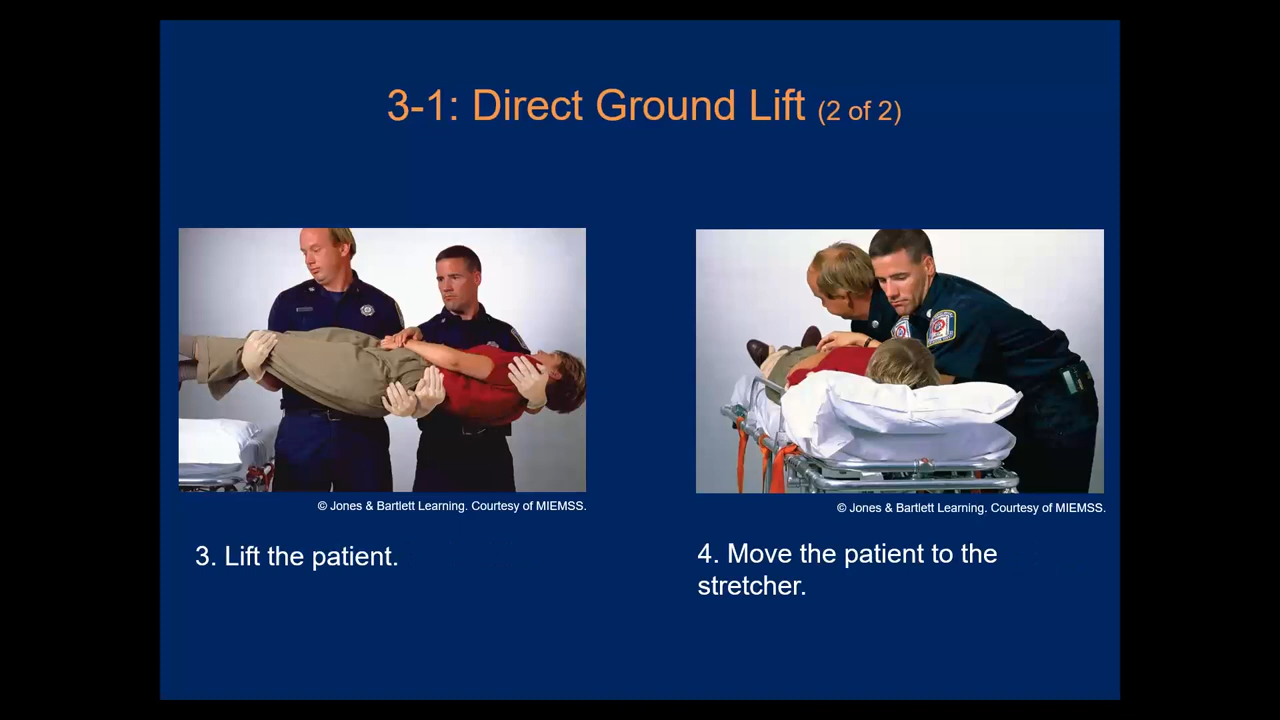 3-1: Direct Ground Lift (2 of 2)
© Jones & Bartlett Learning. Courtesy of MIEMSS.
3. Lift the patient.
© Jones & Bartlett Learning. Courtesy of MIEMSS.
4. Move the patient to the
stretcher.